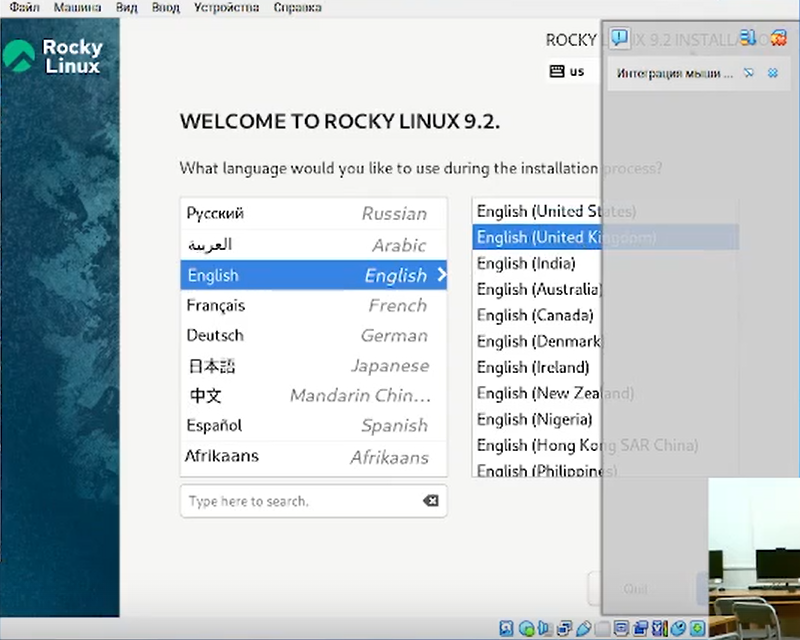 Файл Машина Вид Ввод Устройства Справка
Rocky
Linux
ROCKY LINUX 9.2 INSTALLATION
us
Интеграция мыши ...
WELCOME TO ROCKY LINUX 9.2.
What language would you like to use during the installation process?
Русский Russian
العربية Arabic
English English
Français French
Deutsch German
日本語 Japanese
中文 Mandarin Chin...
Español Spanish
Afrikaans Afrikaans
Type here to search.
English (United States)
English (United Kingdom)
English (India)
English (Australia)
English (Canada)
English (Denmark)
English (Ireland)
English (New Zealand)
English (Nigeria)
English (Hong Kong SAR China)
English (Philippines)
Quit